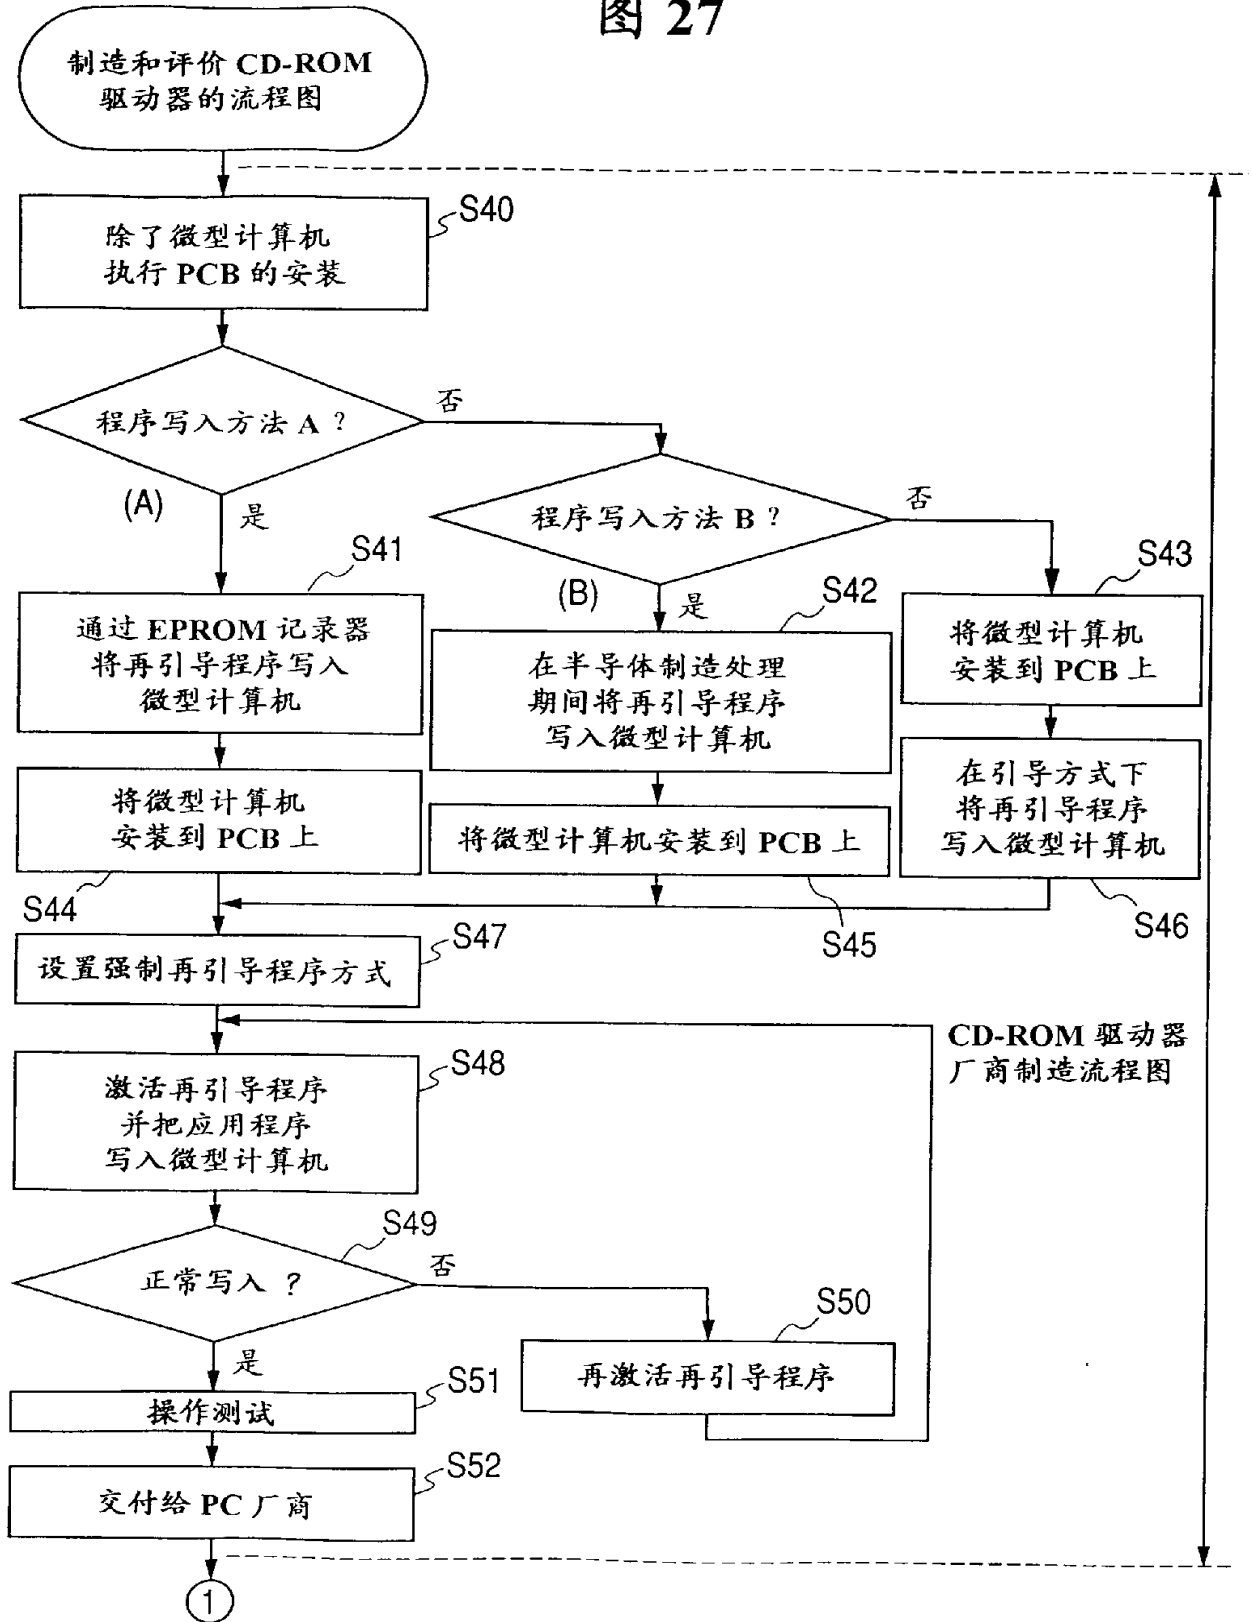 图 27
制造和评价 CD-ROM
驱动器的流程图
S40
除了微型计算机
执行 PCB 的安装
程序写入方法 A ?
否
(A)
是
程序写入方法 B ?
否
(B)
是
S41
通过 EPROM 记录器
将再引导程序写入
微型计算机
S42
在半导体制造处理
期间将再引导程序
写入微型计算机
S43
将微型计算机
安装到 PCB 上
将微型计算机
安装到 PCB 上
S44
将微型计算机安装到 PCB 上
S45
在引导方式下
将再引导程序
写入微型计算机
S46
S47
设置强制再引导程序方式
CD-ROM 驱动器
厂商制造流程图
S48
激活再引导程序
并把应用程序
写入微型计算机
S49
正常写入 ?
否
是
S50
再激活再引导程序
S51
操作测试
S52
交付给 PC 厂商
1